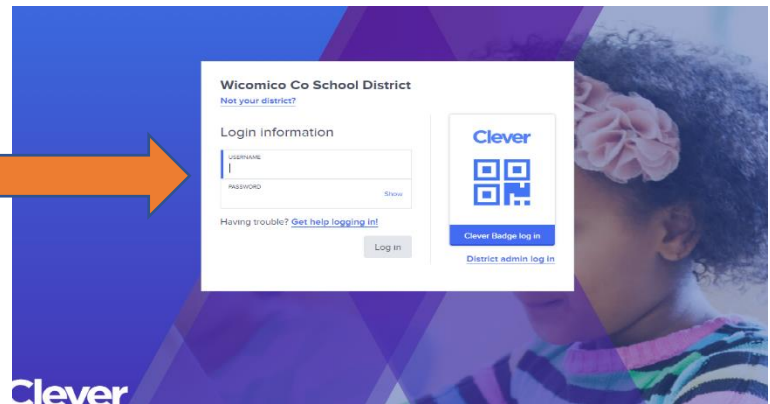 Wicomico Co School District
Not your district?
Login information
USERNAME
PASSWORD
Show
Having trouble? Get help logging in!
Log in
Clever
Clever Badge log in
District admin log in
Clever